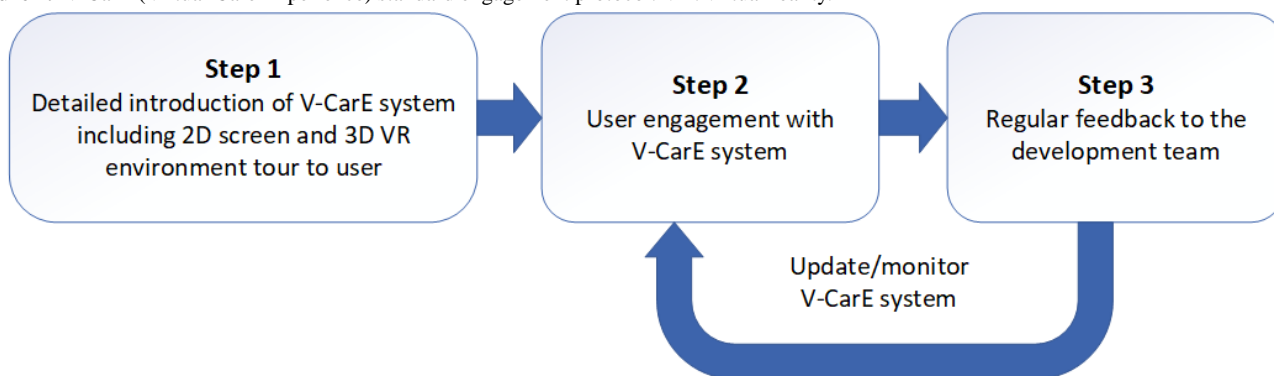 Step 1
Detailed introduction of V-CarE system
including 2D screen and 3D VR
environment tour to user
Step 2
User engagement with
V-CarE system
Step 3
Regular feedback to the
development team
Update/monitor
V-CarE system